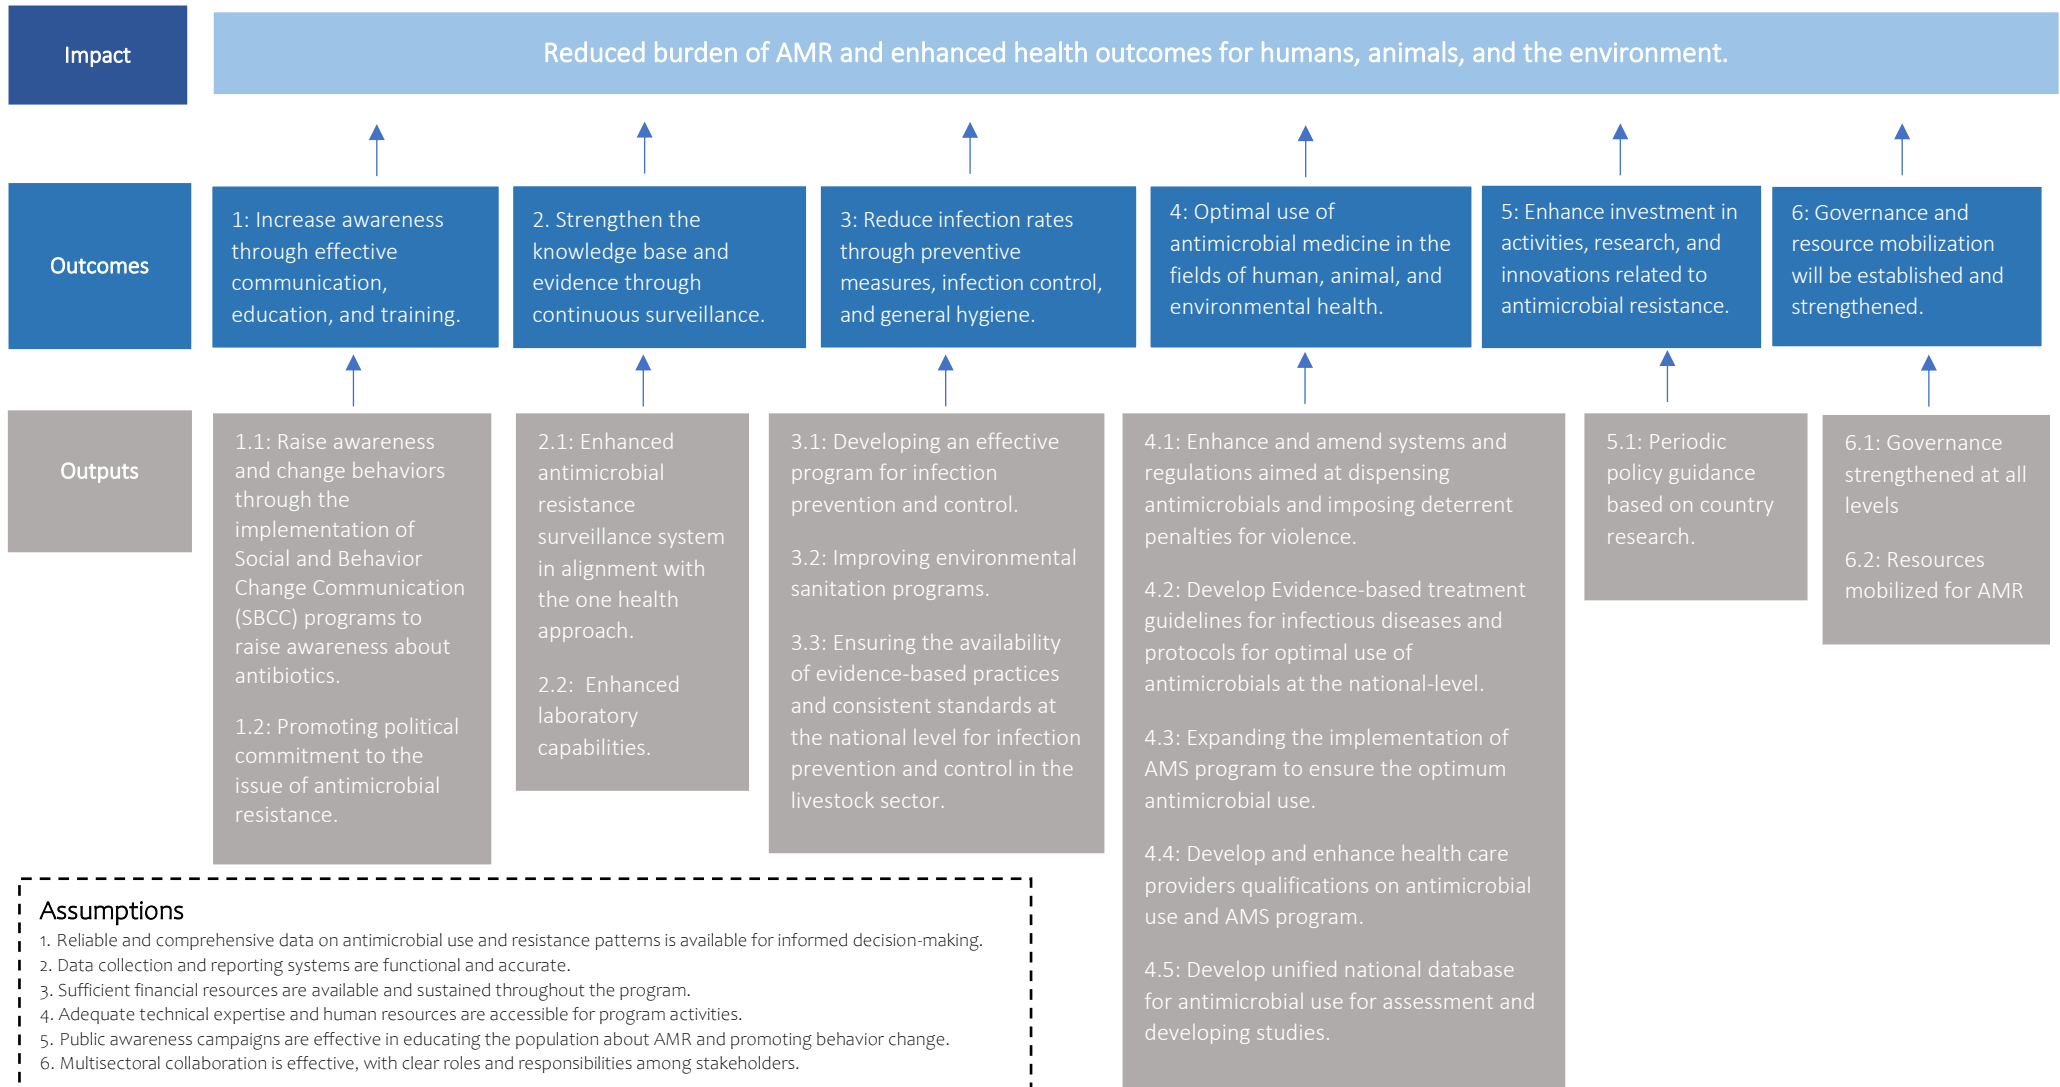 Impact
Reduced burden of AMR and enhanced health outcomes for humans, animals, and the environment.
Outcomes
1: Increase awareness
through effective
communication,
education, and training.
2. Strengthen the
knowledge base and
evidence through
continuous surveillance.
3: Reduce infection rates
through preventive
measures, infection control,
and general hygiene.
4: Optimal use of
antimicrobial medicine in the
fields of human, animal, and
environmental health.
5: Enhance investment in
activities, research, and
innovations related to
antimicrobial resistance.
6: Governance and
resource mobilization
will be established and
strengthened.
Outputs
1.1: Raise awareness
and change behaviors
through the
implementation of
Social and Behavior
Change Communication
(SBCC) programs to
raise awareness about
antibiotics.
1.2: Promoting political
commitment to the
issue of antimicrobial
resistance.
2.1: Enhanced
antimicrobial
resistance
surveillance system
in alignment with
the one health
approach.
2.2: Enhanced
laboratory
capabilities.
3.1: Developing an effective
program for infection
prevention and control.
3.2: Improving environmental
sanitation programs.
3.3: Ensuring the availability
of evidence-based practices
and consistent standards at
the national level for infection
prevention and control in the
livestock sector.
4.1: Enhance and amend systems and
regulations aimed at dispensing
antimicrobials and imposing deterrent
penalties for violence.
4.2: Develop Evidence-based treatment
guidelines for infectious diseases and
protocols for optimal use of
antimicrobials at the national-level.
4.3: Expanding the implementation of
AMS program to ensure the optimum
antimicrobial use.
4.4: Develop and enhance health care
providers qualifications on antimicrobial
use and AMS program.
4.5: Develop unified national database
for antimicrobial use for assessment and
developing studies.
5.1: Periodic
policy guidance
based on country
research.
6.1: Governance
strengthened at all
levels
6.2: Resources
mobilized for AMR
Assumptions
1. Reliable and comprehensive data on antimicrobial use and resistance patterns is available for informed decision-making.
2. Data collection and reporting systems are functional and accurate.
3. Sufficient financial resources are available and sustained throughout the program.
4. Adequate technical expertise and human resources are accessible for program activities.
5. Public awareness campaigns are effective in educating the population about AMR and promoting behavior change.
6. Multisectoral collaboration is effective, with clear roles and responsibilities among stakeholders.